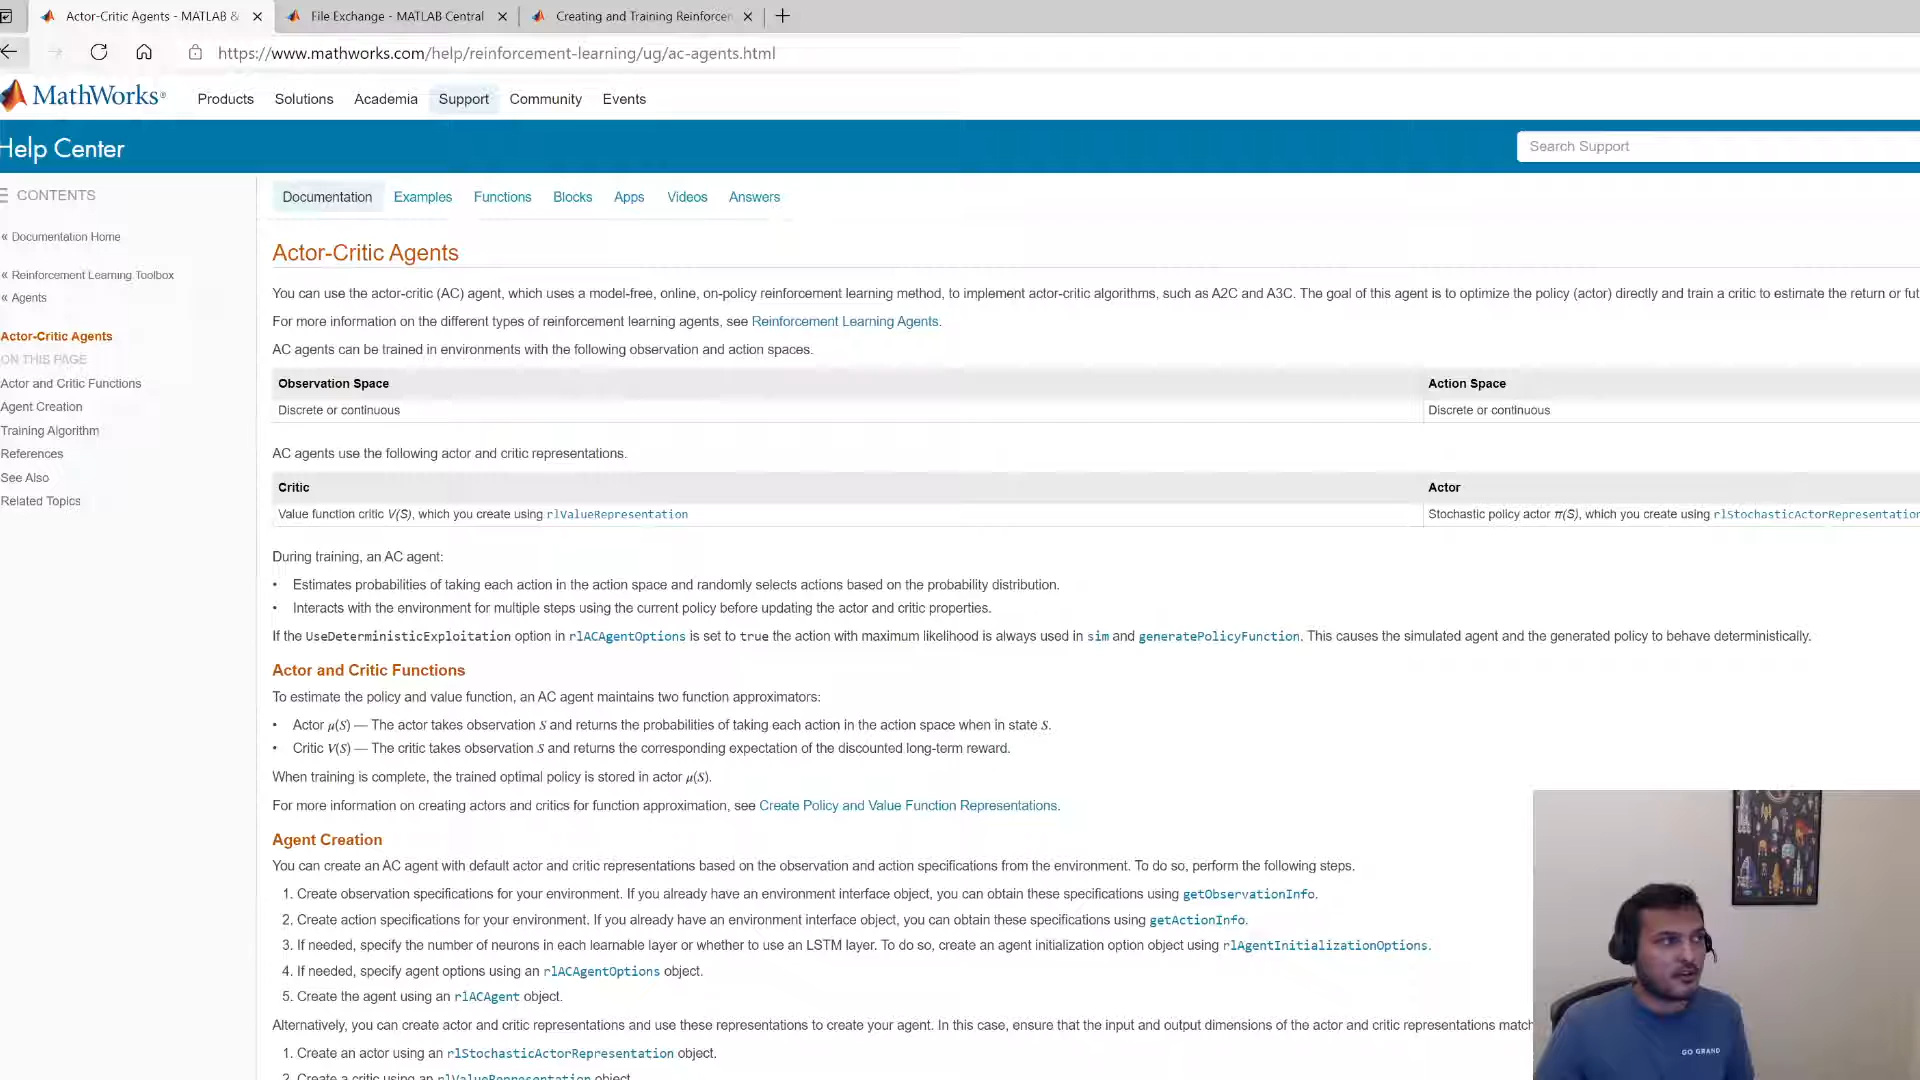 Actor-Critic Agents - MATLAB &
File Exchange - MATLAB Central
Creating and Training Reinforcer
https://www.mathworks.com/help/reinforcement-learning/ug/ac-agents.html
MathWorks®
Products Solutions Academia Support Community Events
Help Center
Search Support
CONTENTS
« Documentation Home
« Reinforcement Learning Toolbox
« Agents
Actor-Critic Agents
ON THIS PAGE
Actor and Critic Functions
Agent Creation
Training Algorithm
References
See Also
Related Topics
Documentation Examples Functions Blocks Apps Videos Answers
Actor-Critic Agents
You can use the actor-critic (AC) agent, which uses a model-free, online, on-policy reinforcement learning method, to implement actor-critic algorithms, such as A2C and A3C. The goal of this agent is to optimize the policy (actor) directly and train a critic to estimate the return or fut
For more information on the different types of reinforcement learning agents, see Reinforcement Learning Agents.
AC agents can be trained in environments with the following observation and action spaces.
Observation Space Action Space
Discrete or continuous Discrete or continuous
AC agents use the following actor and critic representations.
Critic Actor
Value function critic V(S), which you create using rlValueRepresentation Stochastic policy actor π(S), which you create using rlStochasticActorRepresentation
During training, an AC agent:
• Estimates probabilities of taking each action in the action space and randomly selects actions based on the probability distribution.
• Interacts with the environment for multiple steps using the current policy before updating the actor and critic properties.
If the UseDeterministicExploitation option in rlACAgentOptions is set to true the action with maximum likelihood is always used in sim and generatePolicyFunction. This causes the simulated agent and the generated policy to behave deterministically.
Actor and Critic Functions
To estimate the policy and value function, an AC agent maintains two function approximators:
• Actor μ(S) — The actor takes observation S and returns the probabilities of taking each action in the action space when in state S.
• Critic V(S) — The critic takes observation S and returns the corresponding expectation of the discounted long-term reward.
When training is complete, the trained optimal policy is stored in actor μ(S).
For more information on creating actors and critics for function approximation, see Create Policy and Value Function Representations.
Agent Creation
You can create an AC agent with default actor and critic representations based on the observation and action specifications from the environment. To do so, perform the following steps.
1. Create observation specifications for your environment. If you already have an environment interface object, you can obtain these specifications using getObservationInfo.
2. Create action specifications for your environment. If you already have an environment interface object, you can obtain these specifications using getActionInfo.
3. If needed, specify the number of neurons in each learnable layer or whether to use an LSTM layer. To do so, create an agent initialization option object using rlAgentInitializationOptions.
4. If needed, specify agent options using an rlACAgentOptions object.
5. Create the agent using an rlACAgent object.
Alternatively, you can create actor and critic representations and use these representations to create your agent. In this case, ensure that the input and output dimensions of the actor and critic representations match
1. Create an actor using an rlStochasticActorRepresentation object.
2. Create a critic using an rlValueRepresentation object.
GO GRAND